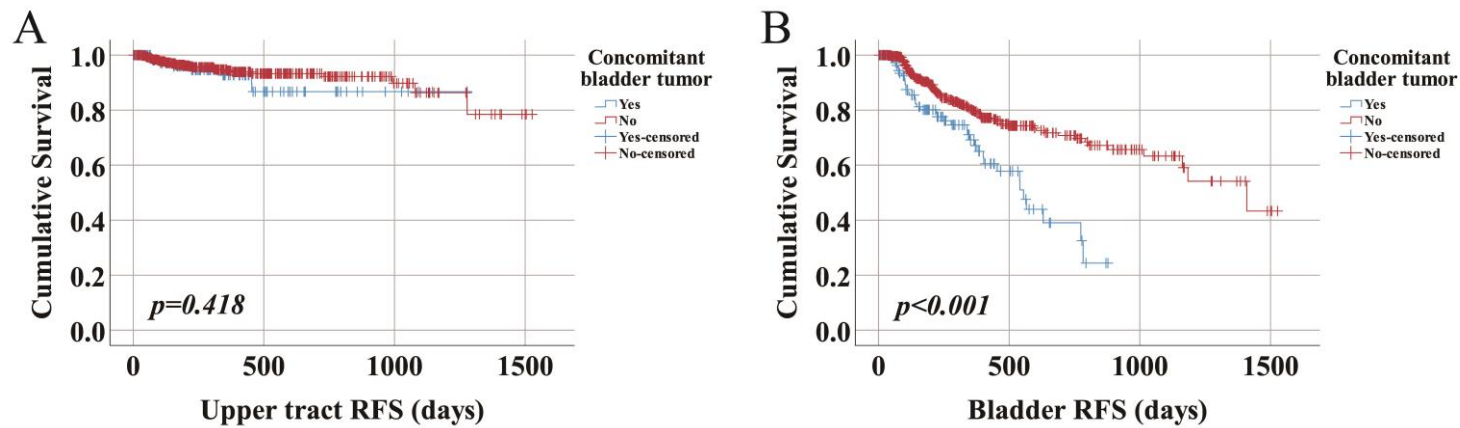 A
Cumulative Survival
1.0
0.8
0.6
0.4
0.2
0.0
p=0.418
0 500 1000 1500
Upper tract RFS (days)
Concomitant
bladder tumor
Yes
No
Yes-censored
No-censored
B
Cumulative Survival
1.0
0.8
0.6
0.4
0.2
0.0
p<0.001
0 500 1000 1500
Bladder RFS (days)
Concomitant
bladder tumor
Yes
No
Yes-censored
No-censored